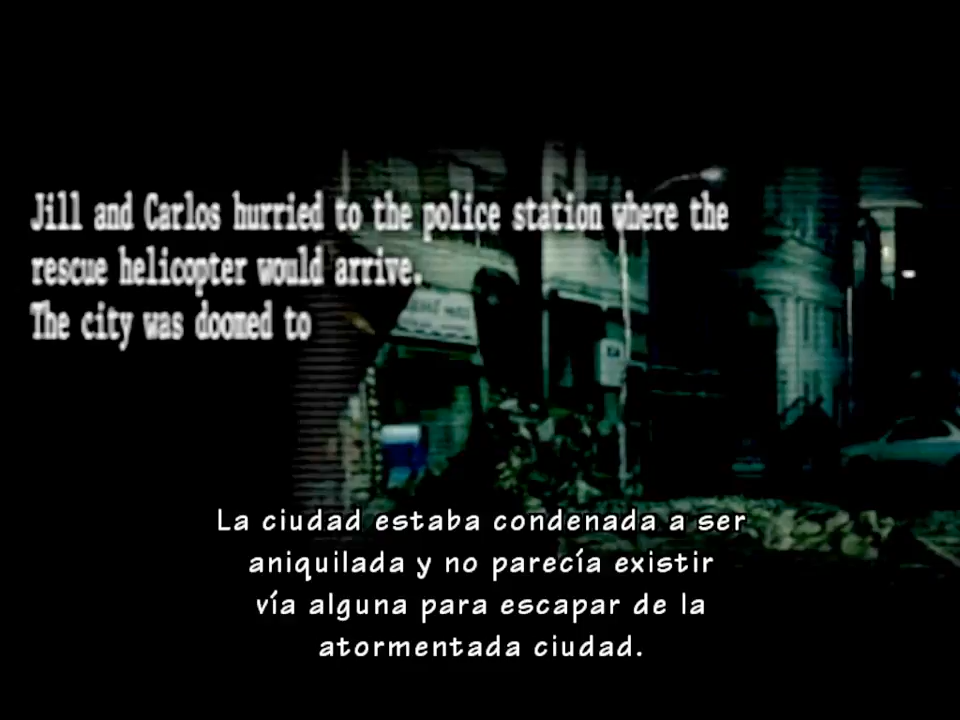 Jill and Carlos hurried to the police station where the
rescue helicopter would arrive.
The city was doomed to
La ciudad estaba condenada a ser
aniquilada y no parecía existir
vía alguna para escapar de la
atormentada ciudad.